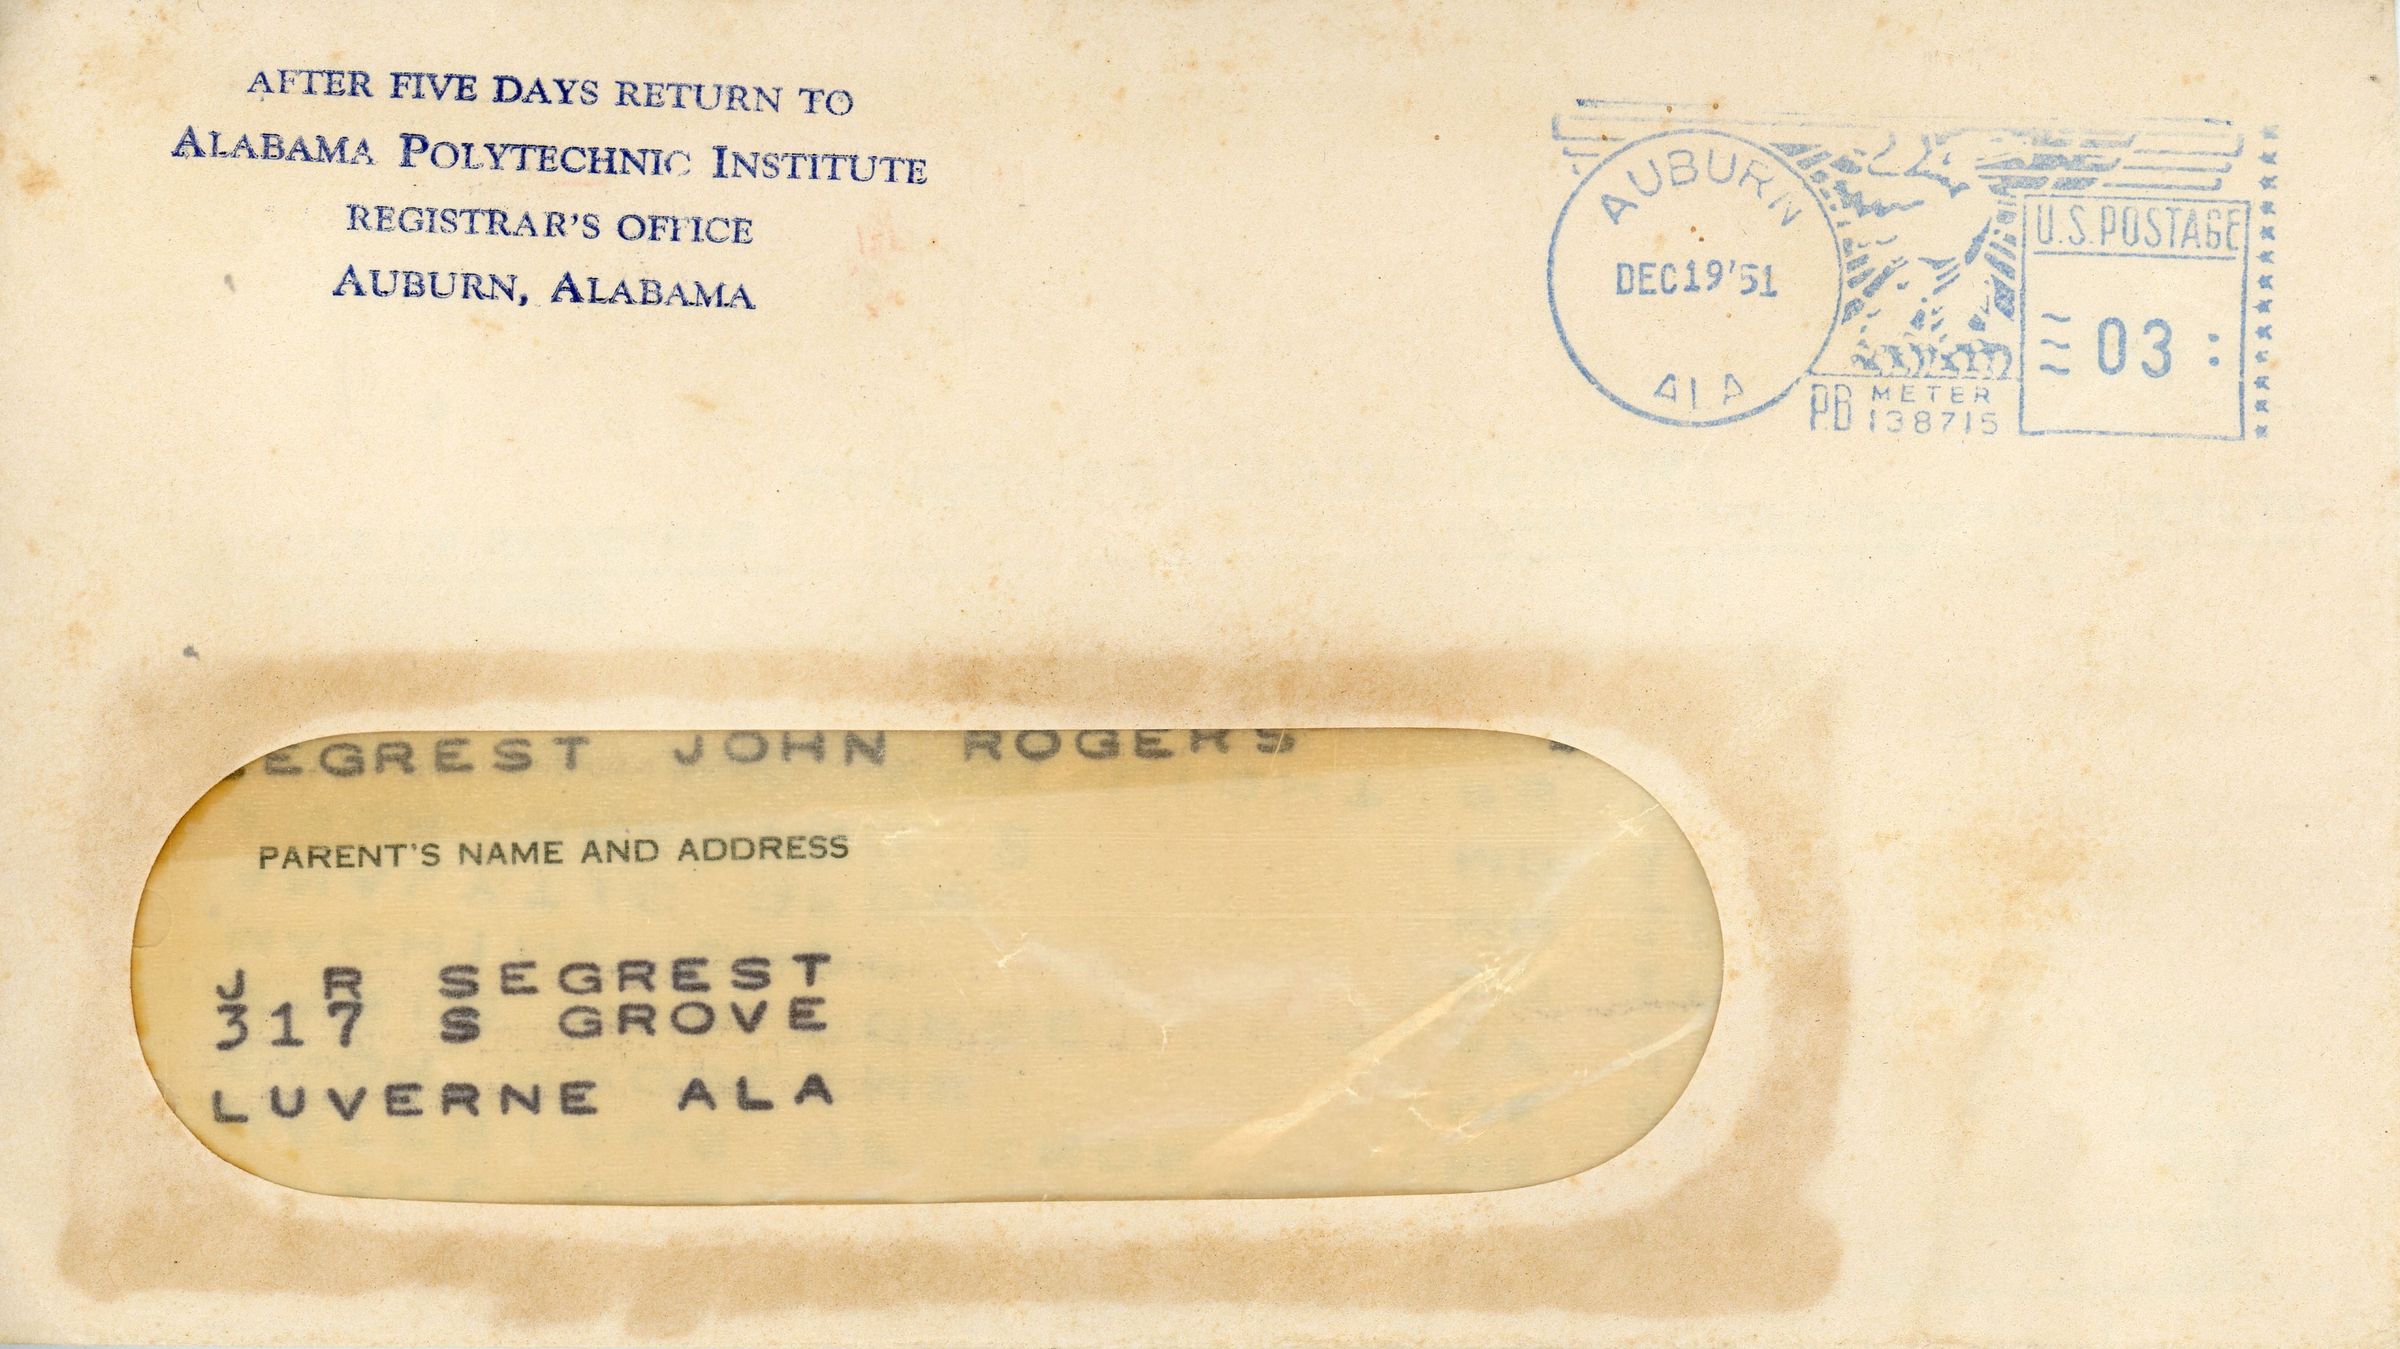 AFTER FIVE DAYS RETURN TO
ALABAMA POLYTECHNIC INSTITUTE
REGISTRAR'S OFFICE
AUBURN, ALABAMA
AUBURN
DEC 19 '51
ALA
PB METER
138715
U.S. POSTAGE
03
EGREST JOHN ROGERS
PARENT'S NAME AND ADDRESS
J R SEGREST
317 S GROVE
LUVERNE ALA